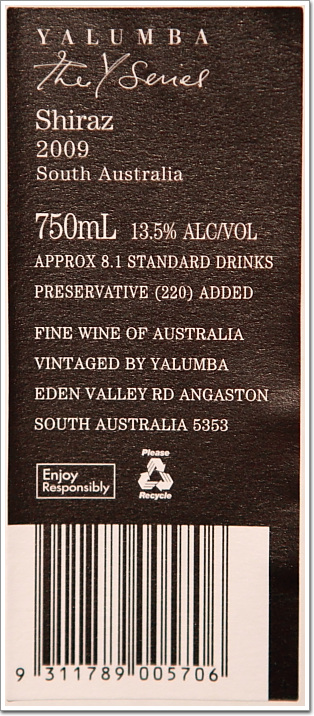 YALUMBA
The Y Series
Shiraz
2009
South Australia
750mL 13.5% ALC/VOL
APPROX 8.1 STANDARD DRINKS
PRESERVATIVE (220) ADDED
FINE WINE OF AUSTRALIA
VINTAGED BY YALUMBA
EDEN VALLEY RD ANGASTON
SOUTH AUSTRALIA 5353
Please
Enjoy
Responsibly
Recycle
9 311789 005706